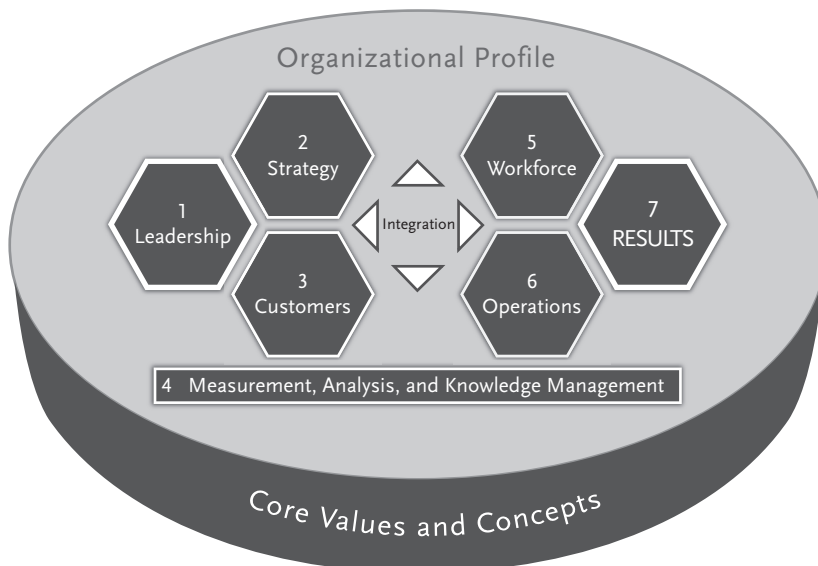 Organizational Profile
1
Leadership
2
Strategy
3
Customers
Integration
5
Workforce
6
Operations
7
RESULTS
4 Measurement, Analysis, and Knowledge Management
Core Values and Concepts